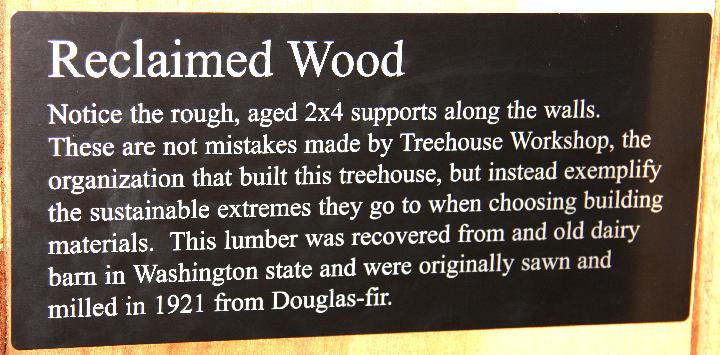 Reclaimed Wood
Notice the rough, aged 2x4 supports along the walls.
These are not mistakes made by Treehouse Workshop, the
organization that built this treehouse, but instead exemplify
the sustainable extremes they go to when choosing building
materials.  This lumber was recovered from and old dairy
barn in Washington state and were originally sawn and
milled in 1921 from Douglas-fir.